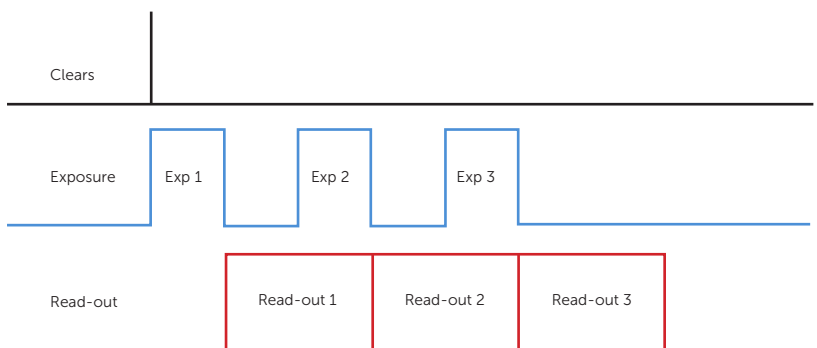 Clears
Exposure
Exp 1
Exp 2
Exp 3
Read-out
Read-out 1
Read-out 2
Read-out 3